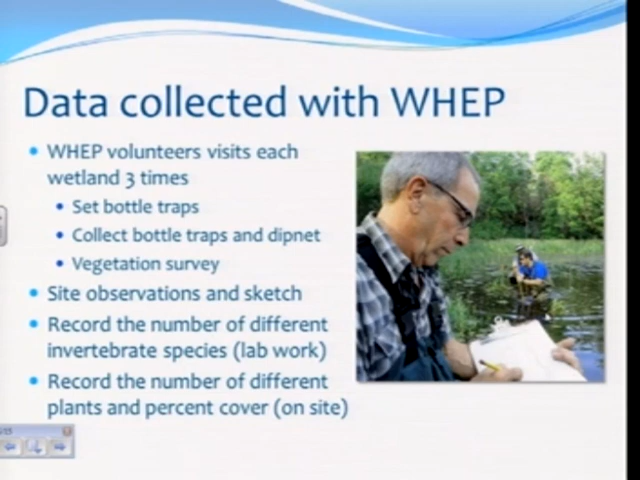 Data collected with WHEP
WHEP volunteers visits each
wetland 3 times
Set bottle traps
Collect bottle traps and dipnet
Vegetation survey
Site observations and sketch
Record the number of different
invertebrate species (lab work)
Record the number of different
plants and percent cover (on site)